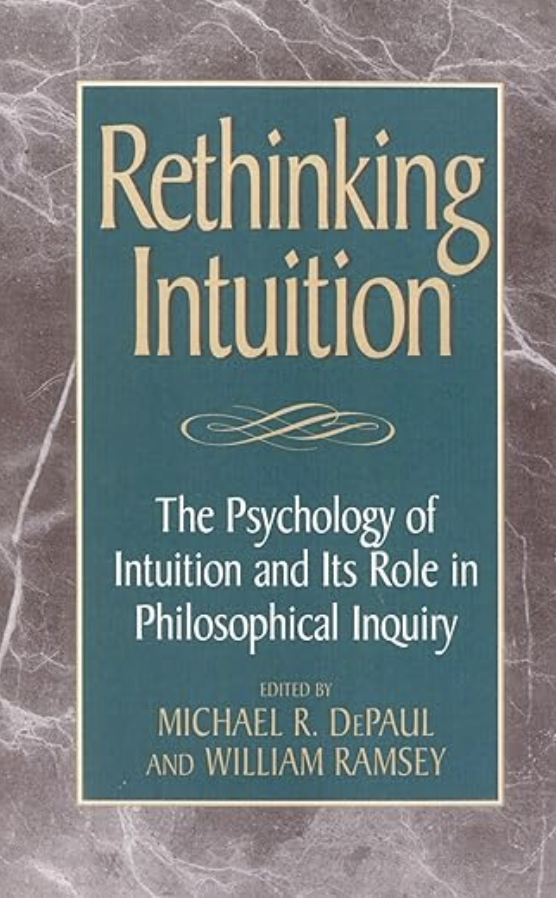 Rethinking
Intuition
The Psychology of
Intuition and Its Role in
Philosophical Inquiry
EDITED BY
MICHAEL R. DePAUL
AND WILLIAM RAMSEY